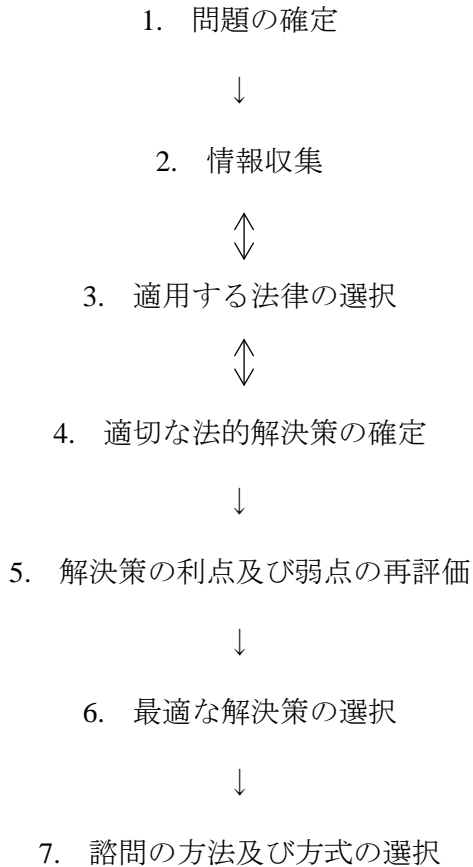 1. 問題の確定
↓
2. 情報収集
↕
3. 適用する法律の選択
↕
4. 適切な法的解決策の確定
↓
5. 解決策の利点及び弱点の再評価
↓
6. 最適な解決策の選択
↓
7. 諮問の方法及び方式の選択